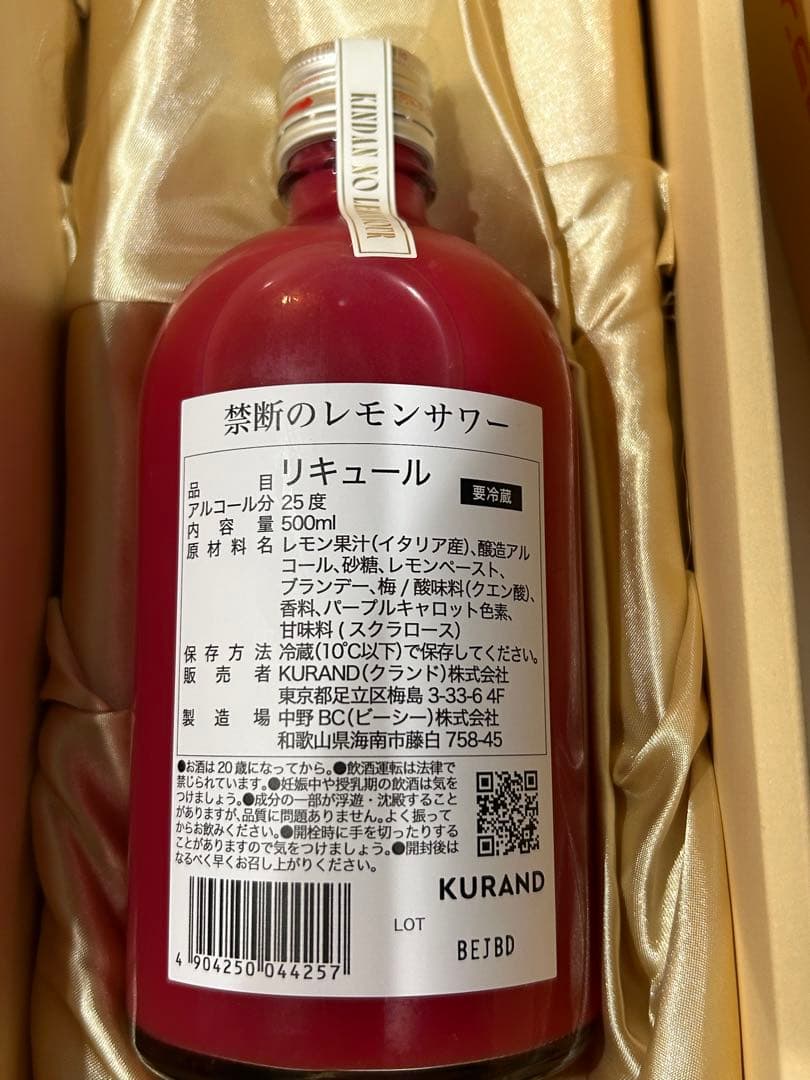 KINDAN NO
禁断のレモンサワー
品 目 リキュール 要冷蔵
アルコール分 25度
内容量 500ml
原材料名 レモン果汁(イタリア産)、醸造アル
コール、砂糖、レモンペースト、
ブランデー、梅/酸味料(クエン酸)、
香料、パープルキャロット色素、
甘味料(スクラロース)
保存方法 冷蔵(10℃以下)で保存してください。
販売者 KURAND(クランド)株式会社
東京都足立区梅島 3-33-6 4F
製造場 中野BC(ビーシー)株式会社
和歌山県海南市藤白 758-45
●お酒は20歳になってから。●飲酒運転は法律で
禁じられています。●妊娠中や授乳期の飲酒は気を
つけましょう。●成分の一部が浮遊・沈殿すること
がありますが、品質に問題ありません。よく振って
からお飲みください。●開栓時に手を切ったりする
ことがありますので気をつけましょう。●開封後は
なるべく早くお召し上がりください。
KURAND
LOT
BEJBD
4 904250 044257